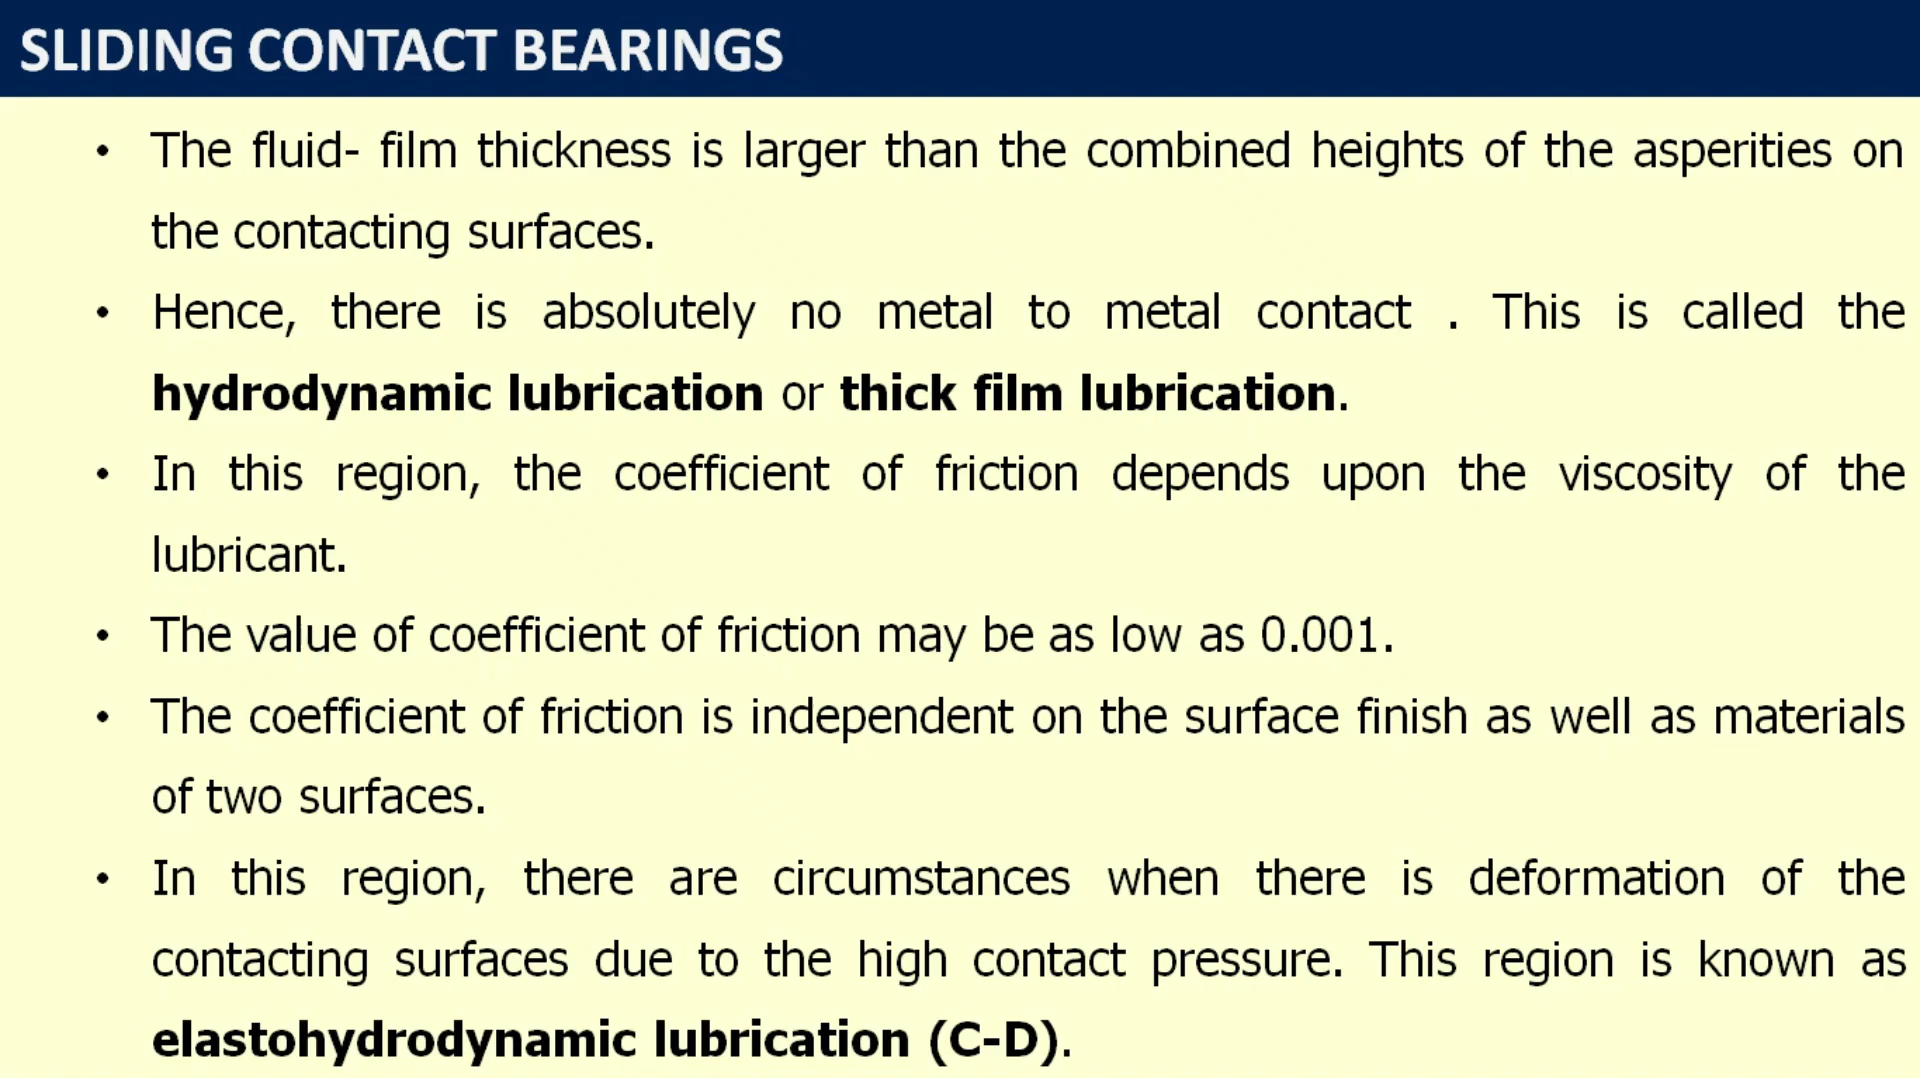 SLIDING CONTACT BEARINGS
• The fluid- film thickness is larger than the combined heights of the asperities on
the contacting surfaces.
• Hence, there is absolutely no metal to metal contact . This is called the
hydrodynamic lubrication or thick film lubrication.
• In this region, the coefficient of friction depends upon the viscosity of the
lubricant.
• The value of coefficient of friction may be as low as 0.001.
• The coefficient of friction is independent on the surface finish as well as materials
of two surfaces.
• In this region, there are circumstances when there is deformation of the
contacting surfaces due to the high contact pressure. This region is known as
elastohydrodynamic lubrication (C-D).